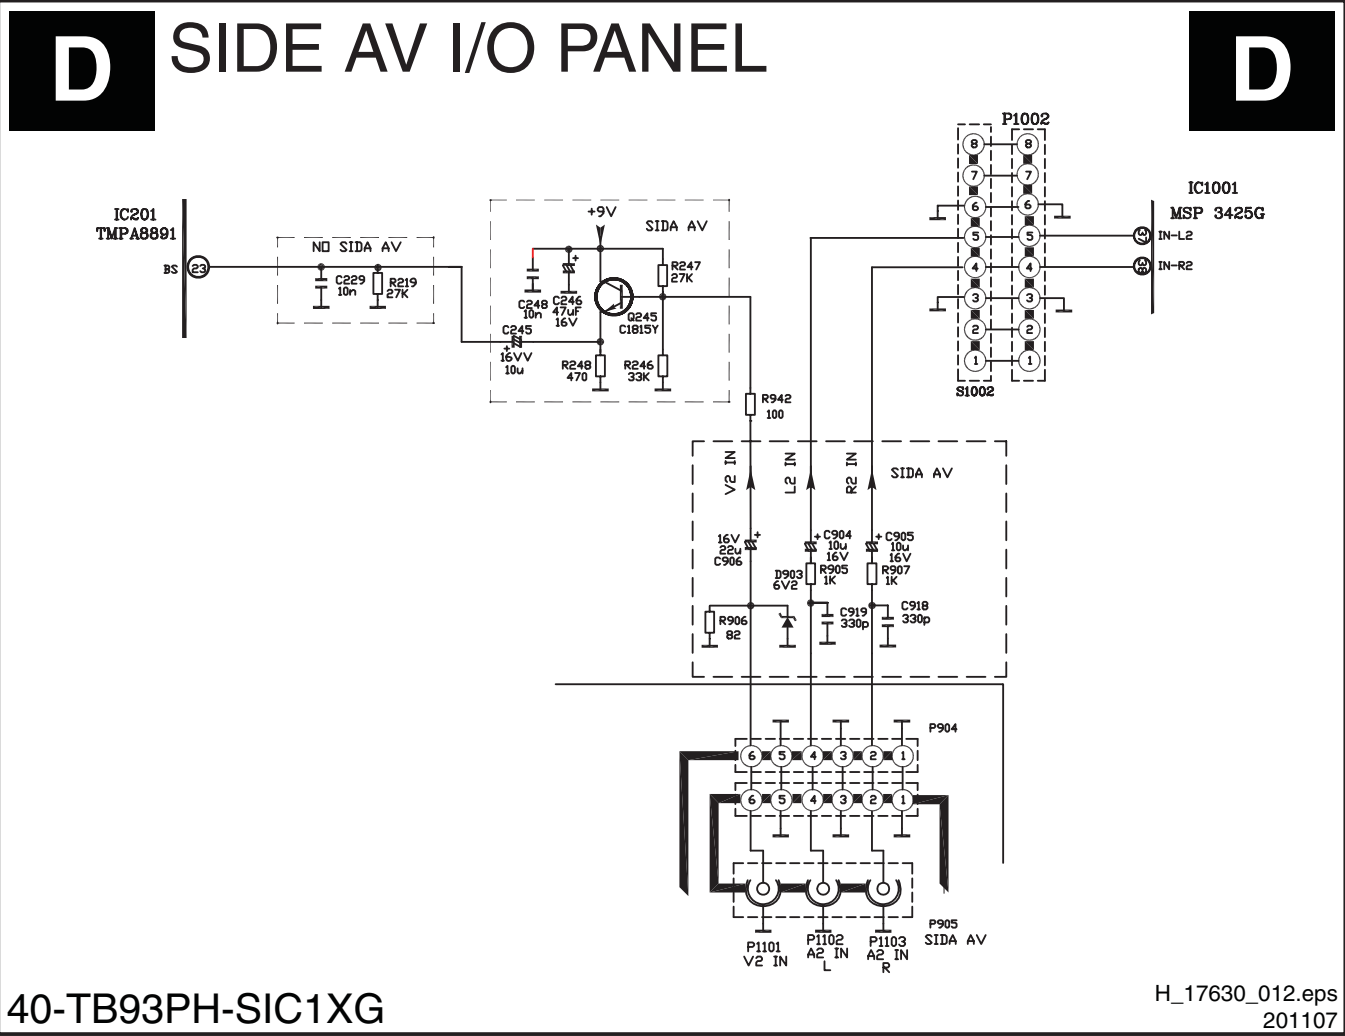 D SIDE AV I/O PANEL D
P1002
8 8
7 7
6 6
5 5
4 4
3 3
2 2
1 1
S1002
IC1001
MSP 3425G
37 IN-L2
38 IN-R2
IC201
TMPA8891
BS 23
NO SIDA AV
C229
10n
R219
27K
+9V
SIDA AV
R247
27K
C248
10n
+
C246
47uF
16V
Q245
C1815Y
C245
+
16VV
10u
R248
470
R246
33K
R942
100
V2 IN
L2 IN
R2 IN
SIDA AV
16V
22u
C906
+
+ C904
10u
16V
+ C905
10u
16V
D903
6V2
R905
1K
R907
1K
R906
82
C919
330p
C918
330p
P904
6 5 4 3 2 1
6 5 4 3 2 1
P1101
V2 IN
P1102
A2 IN
L
P1103
A2 IN
R
P905
SIDA AV
40-TB93PH-SIC1XG
H_17630_012.eps
201107